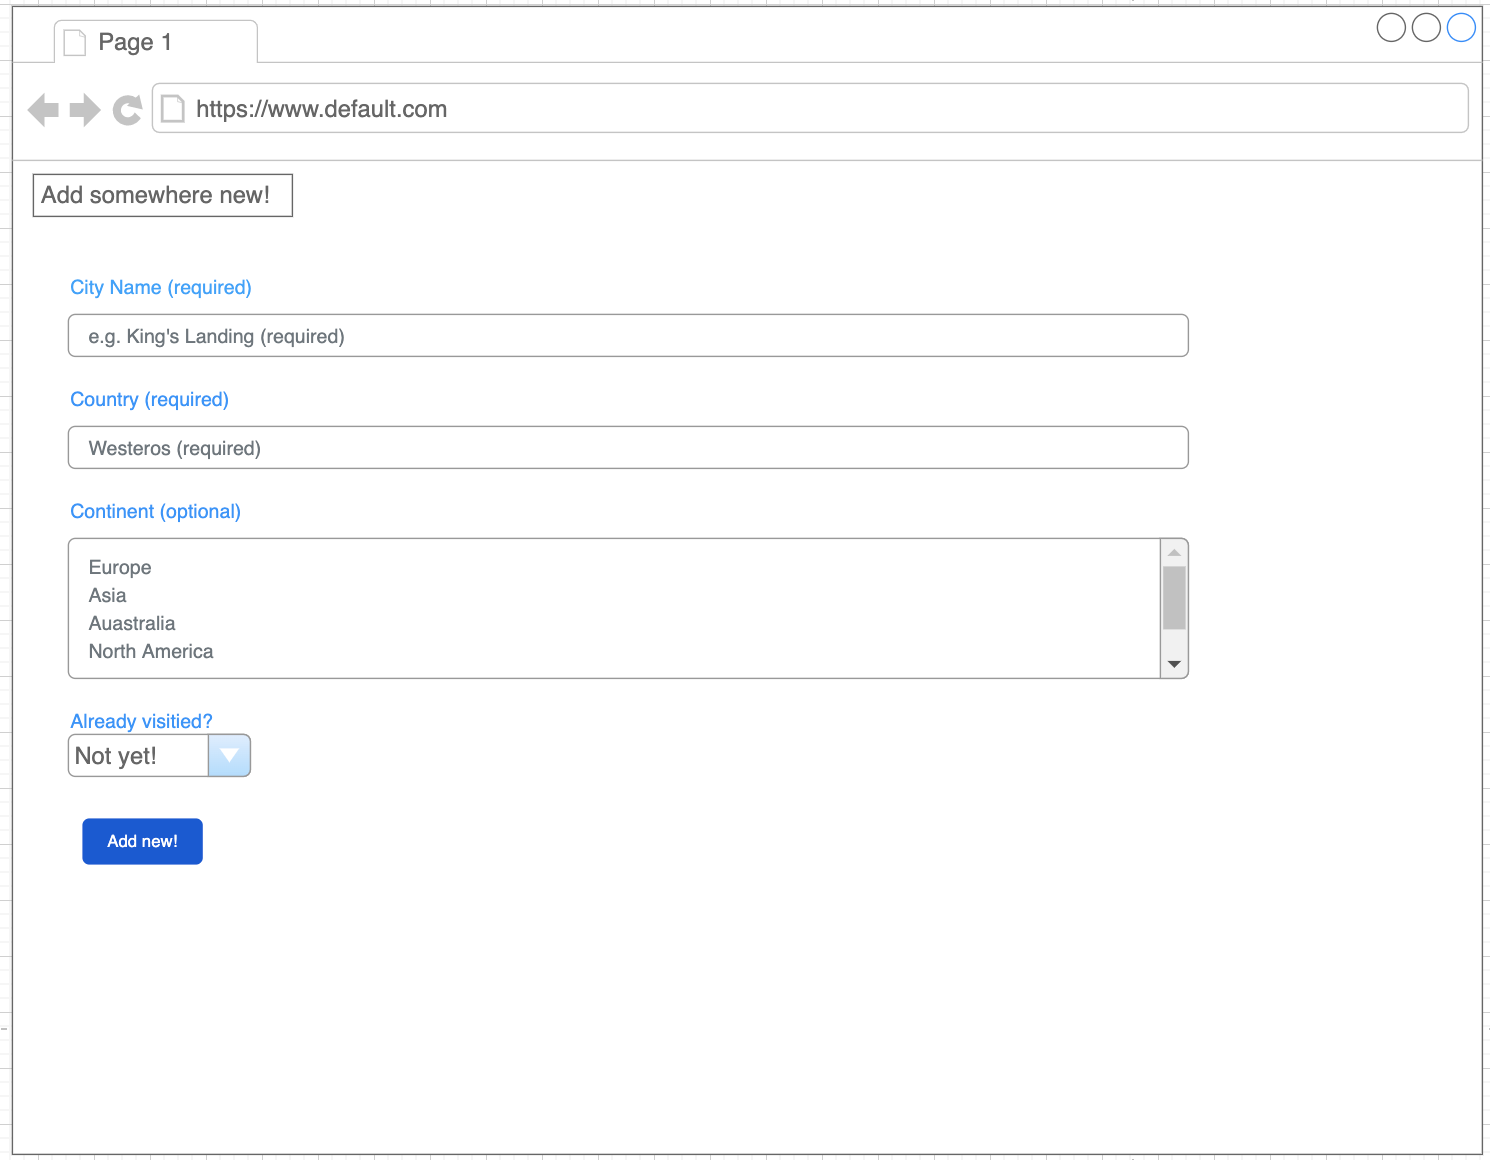 Page 1
https://www.default.com
Add somewhere new!
City Name (required)
e.g. King's Landing (required)
Country (required)
Westeros (required)
Continent (optional)
Europe
Asia
Auastralia
North America
Already visitied?
Not yet!
Add new!